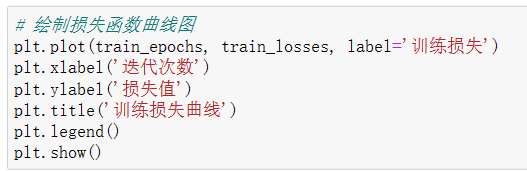 # 绘制损失函数曲线图
plt.plot(train_epochs, train_losses, label='训练损失')
plt.xlabel('迭代次数')
plt.ylabel('损失值')
plt.title('训练损失曲线')
plt.legend()
plt.show()